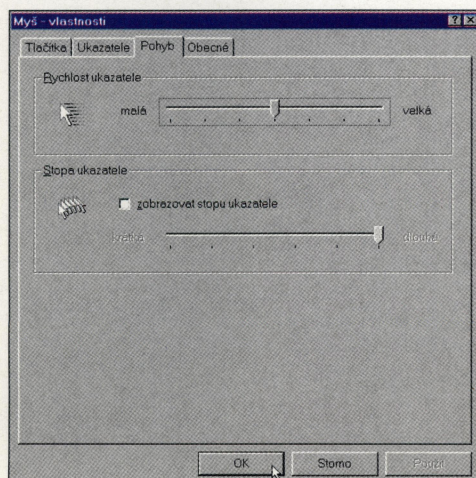 Myš - vlastnosti
Tlačítka Ukazatele Pohyb Obecné
Rychlost ukazatele
malá velká
Stopa ukazatele
zobrazovat stopu ukazatele
krátká dlouhá
OK Storno Použít